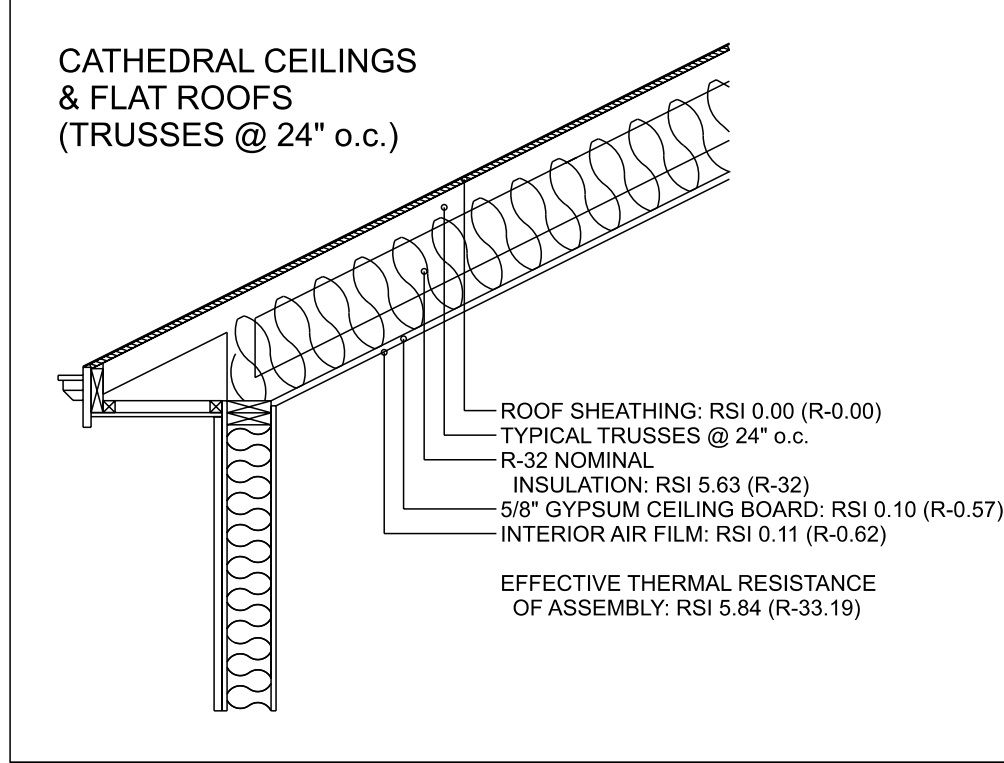 CATHEDRAL CEILINGS
& FLAT ROOFS
(TRUSSES @ 24" o.c.)
ROOF SHEATHING: RSI 0.00 (R-0.00)
TYPICAL TRUSSES @ 24" o.c.
R-32 NOMINAL
INSULATION: RSI 5.63 (R-32)
5/8" GYPSUM CEILING BOARD: RSI 0.10 (R-0.57)
INTERIOR AIR FILM: RSI 0.11 (R-0.62)
EFFECTIVE THERMAL RESISTANCE
OF ASSEMBLY: RSI 5.84 (R-33.19)